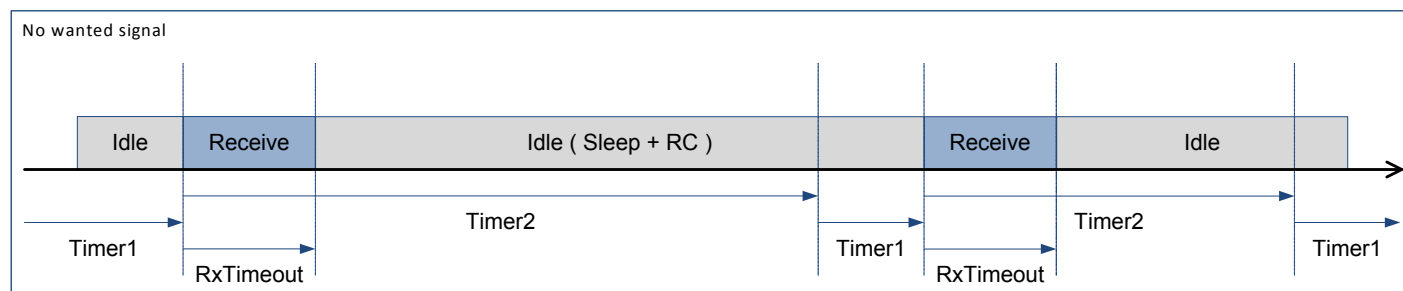 No wanted signal
Idle Receive Idle ( Sleep + RC ) Receive Idle
Timer2 Timer2
Timer1 Timer1 Timer1
RxTimeout RxTimeout